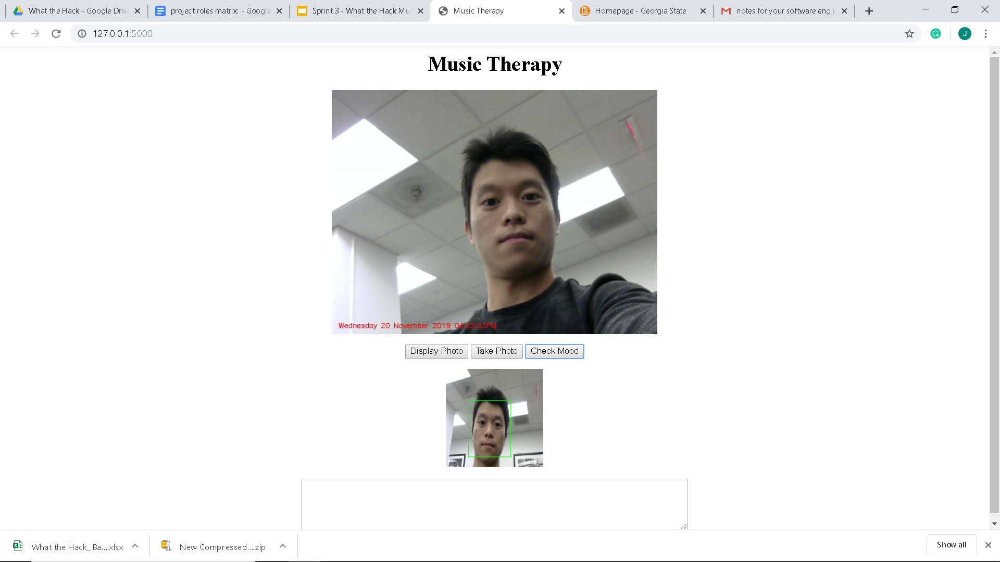 What the Hack - Google Driv
project roles matrix: - Google
Sprint 3 - What the Hack Mus
Music Therapy
Homepage - Georgia State
notes for your software eng p
127.0.0.1:5000
J
Music Therapy
Wednesday 20 November 2019 04:23:03PM
Display Photo
Take Photo
Check Mood
What the Hack_ Ba....xlsx
New Compressed....zip
Show all